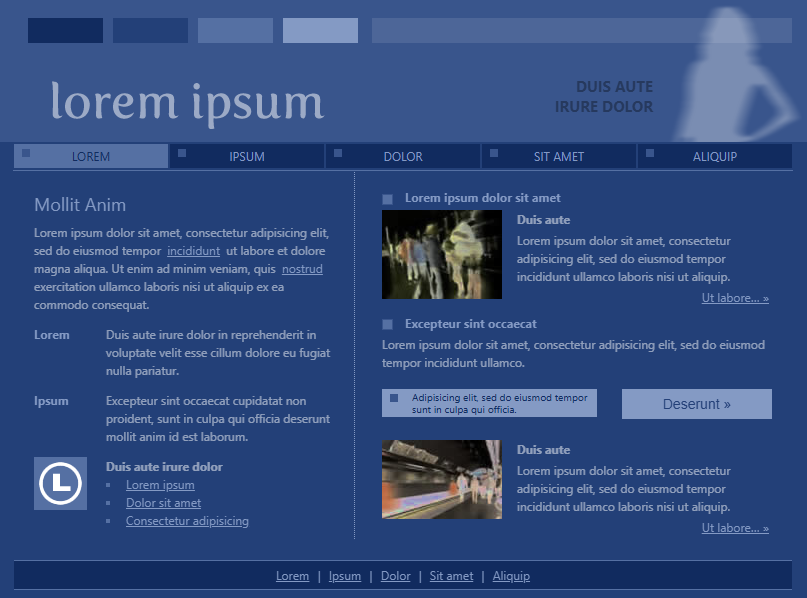 lorem ipsum
DUIS AUTE
IRURE DOLOR
LOREM
IPSUM
DOLOR
SIT AMET
ALIQUIP
Mollit Anim
Lorem ipsum dolor sit amet, consectetur adipisicing elit,
sed do eiusmod tempor incididunt ut labore et dolore
magna aliqua. Ut enim ad minim veniam, quis nostrud
exercitation ullamco laboris nisi ut aliquip ex ea
commodo consequat.
Lorem
Duis aute irure dolor in reprehenderit in
voluptate velit esse cillum dolore eu fugiat
nulla pariatur.
Ipsum
Excepteur sint occaecat cupidatat non
proident, sunt in culpa qui officia deserunt
mollit anim id est laborum.
L
Duis aute irure dolor
Lorem ipsum
Dolor sit amet
Consectetur adipisicing
Lorem ipsum dolor sit amet
Duis aute
Lorem ipsum dolor sit amet, consectetur
adipisicing elit, sed do eiusmod tempor
incididunt ullamco laboris nisi ut aliquip.
Ut labore... »
Excepteur sint occaecat
Lorem ipsum dolor sit amet, consectetur adipisicing elit, sed do eiusmod
tempor incididunt ullamco.
Adipisicing elit, sed do eiusmod tempor
sunt in culpa qui officia.
Deserunt »
Duis aute
Lorem ipsum dolor sit amet, consectetur
adipisicing elit, sed do eiusmod tempor
incididunt ullamco laboris nisi ut aliquip.
Ut labore... »
Lorem | Ipsum | Dolor | Sit amet | Aliquip